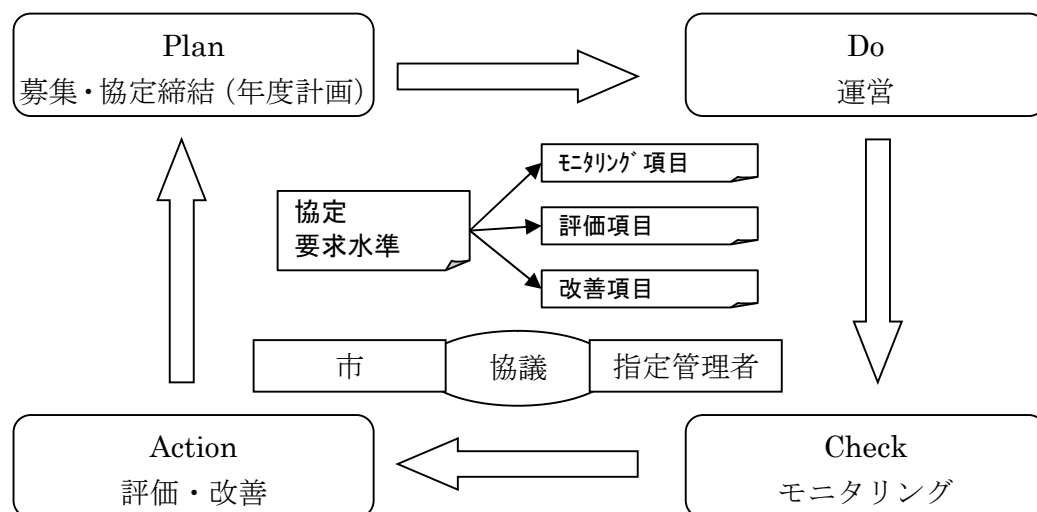 Plan
募集・協定締結（年度計画）
Do
運営
ﾓﾆﾀﾘﾝｸﾞ項目
協定
要求水準
評価項目
改善項目
市
協議
指定管理者
Action
評価・改善
Check
モニタリング